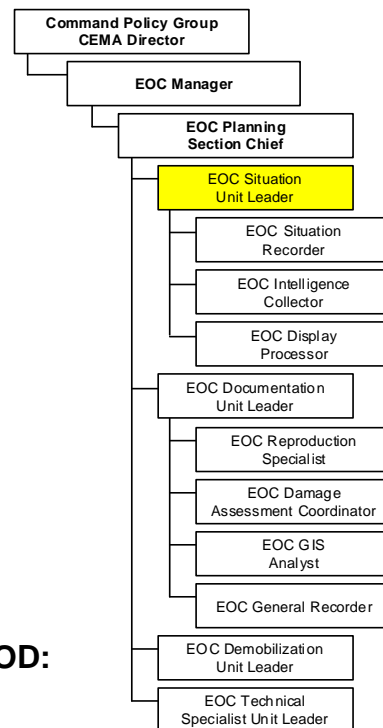 Command Policy Group
CEMA Director
EOC Manager
EOC Planning
Section Chief
EOC Situation
Unit Leader
EOC Situation
Recorder
EOC Intelligence
Collector
EOC Display
Processor
EOC Documentation
Unit Leader
EOC Reproduction
Specialist
EOC Damage
Assessment Coordinator
EOC GIS
Analyst
EOC General Recorder
OD:
EOC Demobilization
Unit Leader
EOC Technical
Specialist Unit Leader